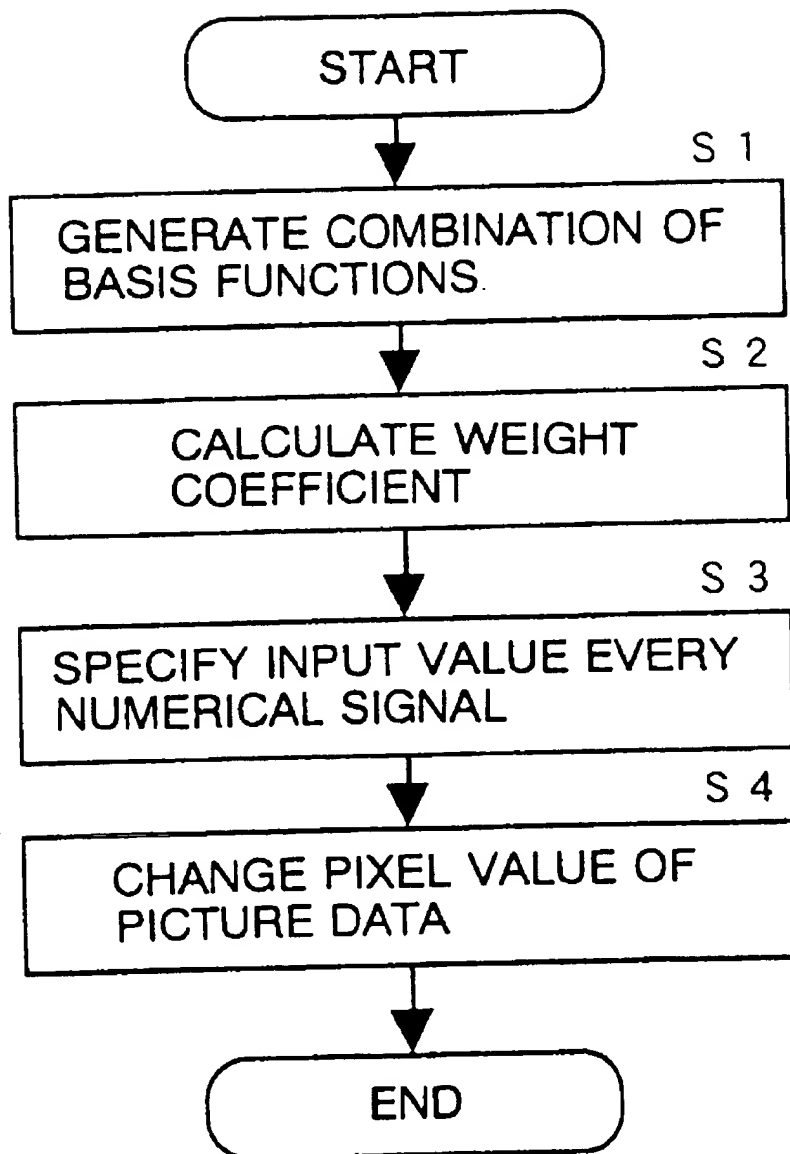 START
S 1
GENERATE COMBINATION OF
BASIS FUNCTIONS.
S 2
CALCULATE WEIGHT
COEFFICIENT
S 3
SPECIFY INPUT VALUE EVERY
NUMERICAL SIGNAL
S 4
CHANGE PIXEL VALUE OF
PICTURE DATA
END